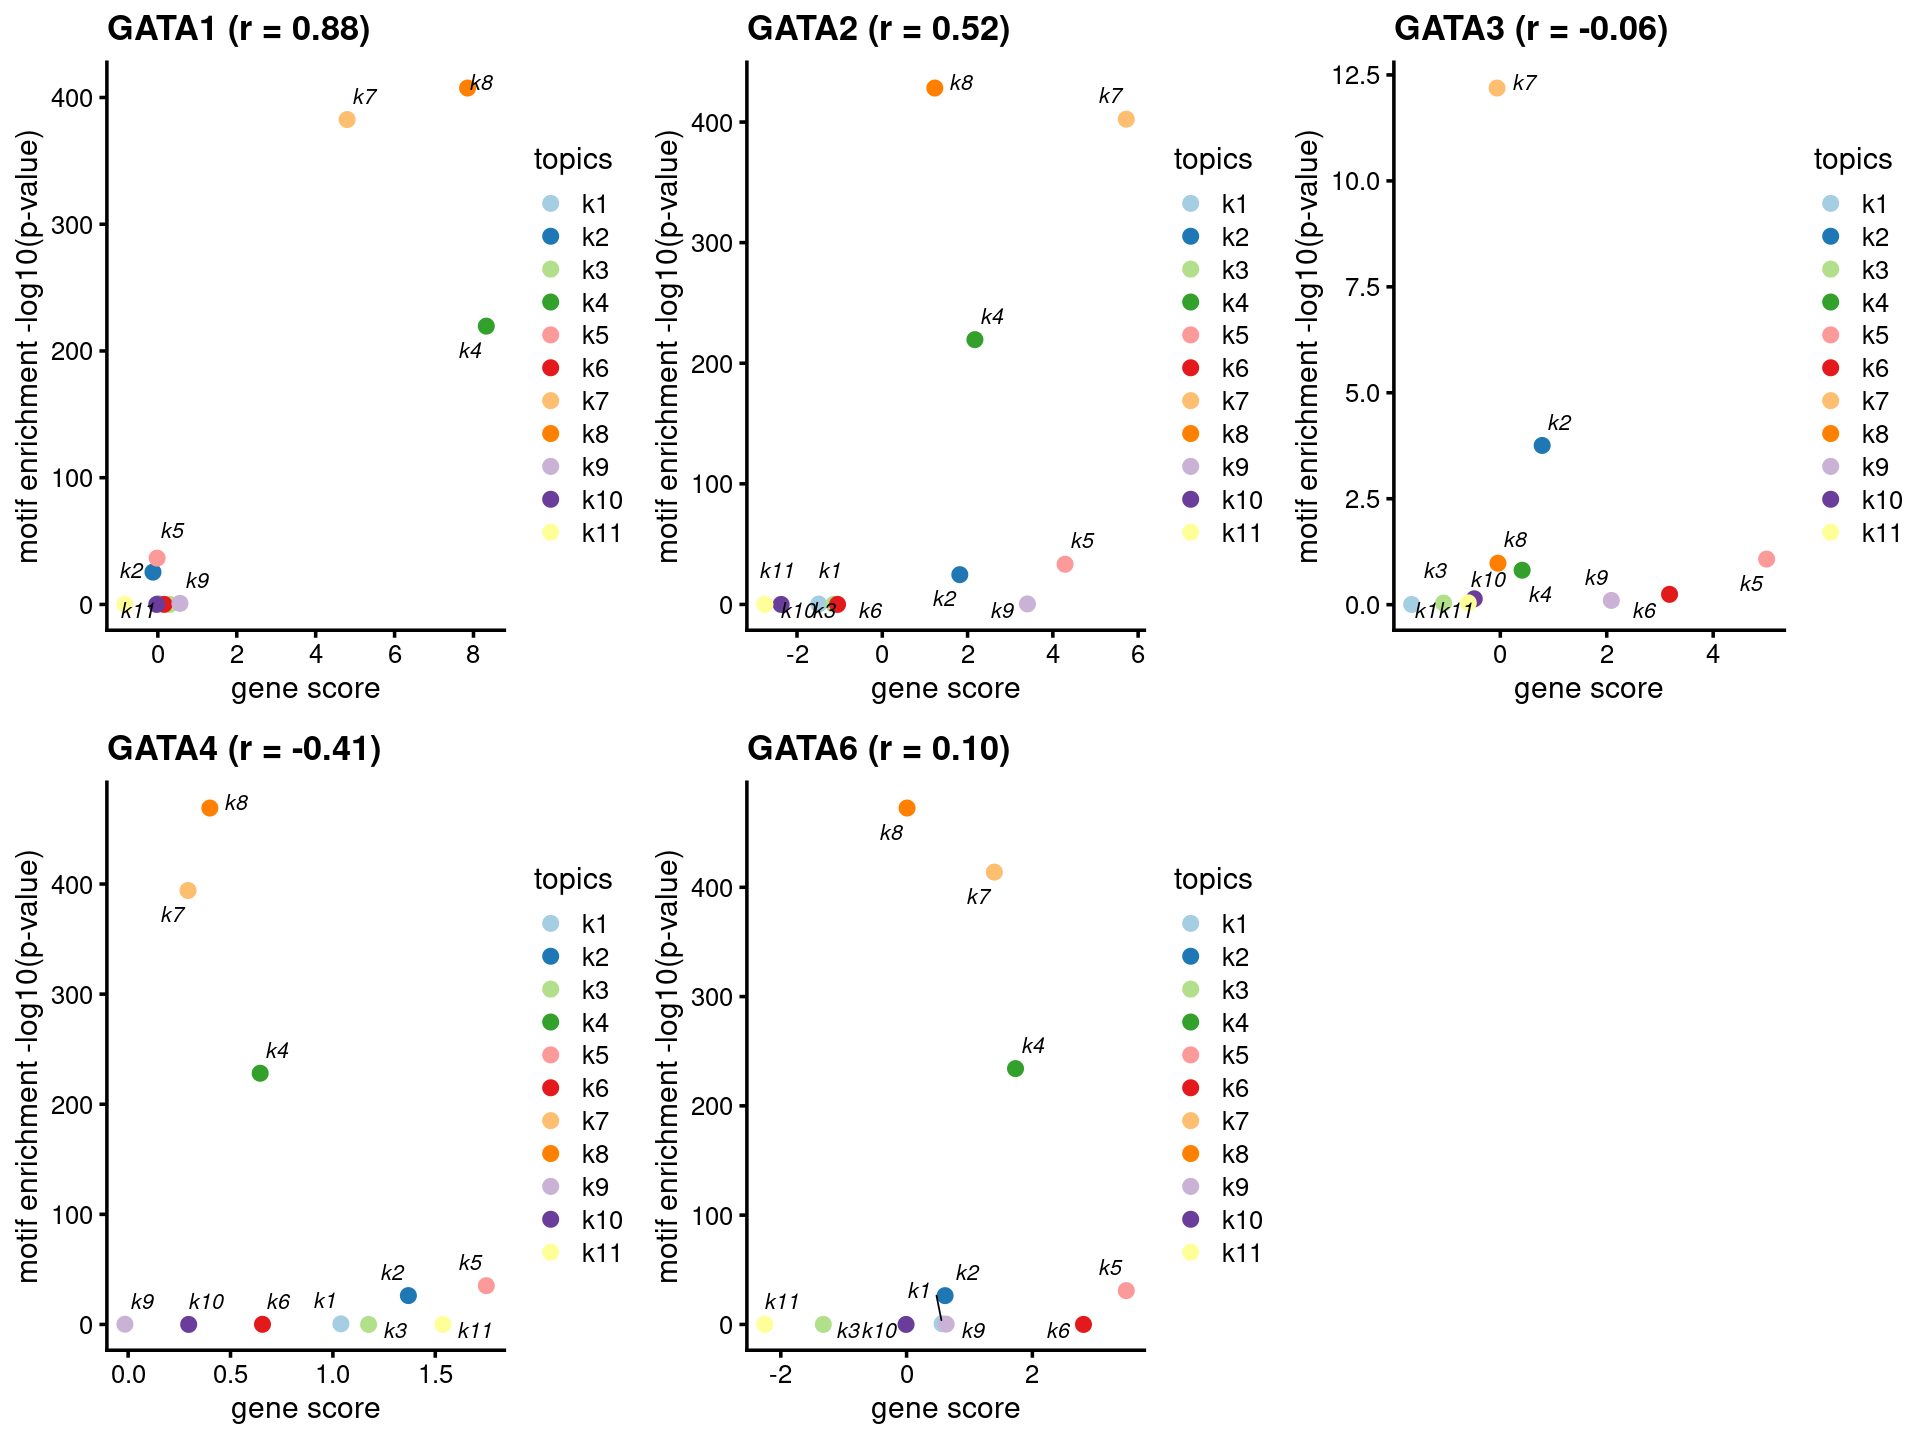 GATA1 (r = 0.88)
motif enrichment -log10(p-value)
400
300
200
100
0
k8
k7
k4
k5
k2
k9
k11
0 2 4 6 8
gene score
topics
k1
k2
k3
k4
k5
k6
k7
k8
k9
k10
k11
GATA2 (r = 0.52)
motif enrichment -log10(p-value)
400
300
200
100
0
k8
k7
k4
k5
k11
k1
k2
k10
k3
k6
k9
-2 0 2 4 6
gene score
topics
k1
k2
k3
k4
k5
k6
k7
k8
k9
k10
k11
GATA3 (r = -0.06)
motif enrichment -log10(p-value)
12.5
10.0
7.5
5.0
2.5
0.0
k7
k2
k8
k3
k10
k9
k5
k4
k1
k11
k6
0 2 4
gene score
topics
k1
k2
k3
k4
k5
k6
k7
k8
k9
k10
k11
GATA4 (r = -0.41)
motif enrichment -log10(p-value)
400
300
200
100
0
k8
k7
k4
k5
k2
k9
k10
k6
k1
k3
k11
0.0 0.5 1.0 1.5
gene score
topics
k1
k2
k3
k4
k5
k6
k7
k8
k9
k10
k11
GATA6 (r = 0.10)
motif enrichment -log10(p-value)
400
300
200
100
0
k8
k7
k4
k5
k2
k1
k11
k3
k10
k9
k6
-2 0 2
gene score
topics
k1
k2
k3
k4
k5
k6
k7
k8
k9
k10
k11